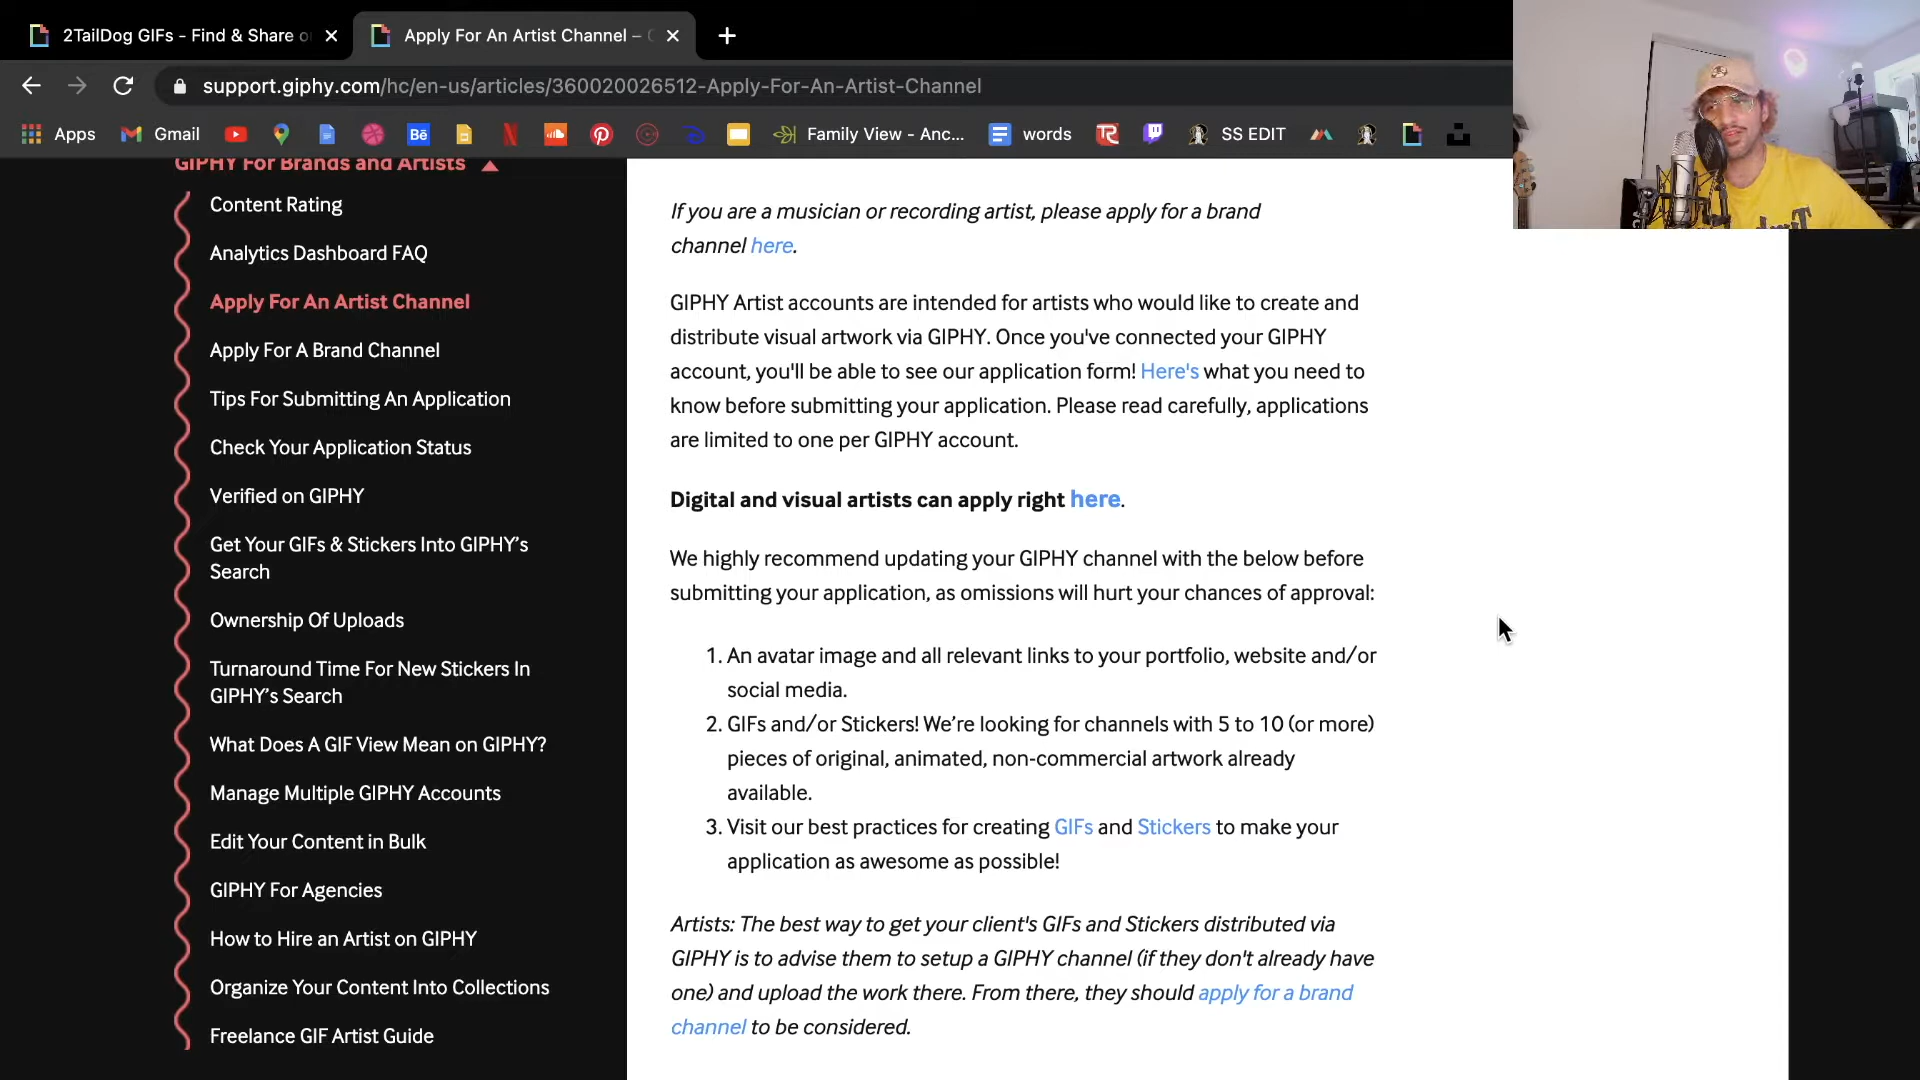 2TailDog GIFs - Find & Share o
Apply For An Artist Channel –
support.giphy.com/hc/en-us/articles/360020026512-Apply-For-An-Artist-Channel
Apps
Gmail
Bē
Family View - Anc...
words
SS EDIT
GIPHY For Brands and Artists
Content Rating
Analytics Dashboard FAQ
Apply For An Artist Channel
Apply For A Brand Channel
Tips For Submitting An Application
Check Your Application Status
Verified on GIPHY
Get Your GIFs & Stickers Into GIPHY’s
Search
Ownership Of Uploads
Turnaround Time For New Stickers In
GIPHY’s Search
What Does A GIF View Mean on GIPHY?
Manage Multiple GIPHY Accounts
Edit Your Content in Bulk
GIPHY For Agencies
How to Hire an Artist on GIPHY
Organize Your Content Into Collections
Freelance GIF Artist Guide
If you are a musician or recording artist, please apply for a brand
channel here.
GIPHY Artist accounts are intended for artists who would like to create and
distribute visual artwork via GIPHY. Once you've connected your GIPHY
account, you'll be able to see our application form! Here's what you need to
know before submitting your application. Please read carefully, applications
are limited to one per GIPHY account.
Digital and visual artists can apply right here.
We highly recommend updating your GIPHY channel with the below before
submitting your application, as omissions will hurt your chances of approval:
1. An avatar image and all relevant links to your portfolio, website and/or
social media.
2. GIFs and/or Stickers! We’re looking for channels with 5 to 10 (or more)
pieces of original, animated, non-commercial artwork already
available.
3. Visit our best practices for creating GIFs and Stickers to make your
application as awesome as possible!
Artists: The best way to get your client's GIFs and Stickers distributed via
GIPHY is to advise them to setup a GIPHY channel (if they don't already have
one) and upload the work there. From there, they should apply for a brand
channel to be considered.